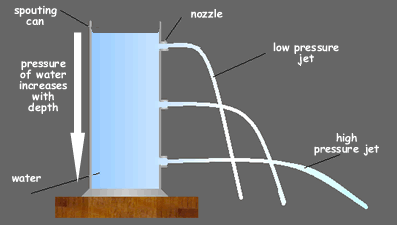 spouting
can
nozzle
low pressure
jet
pressure
of water
increases
with
depth
high
pressure jet
water